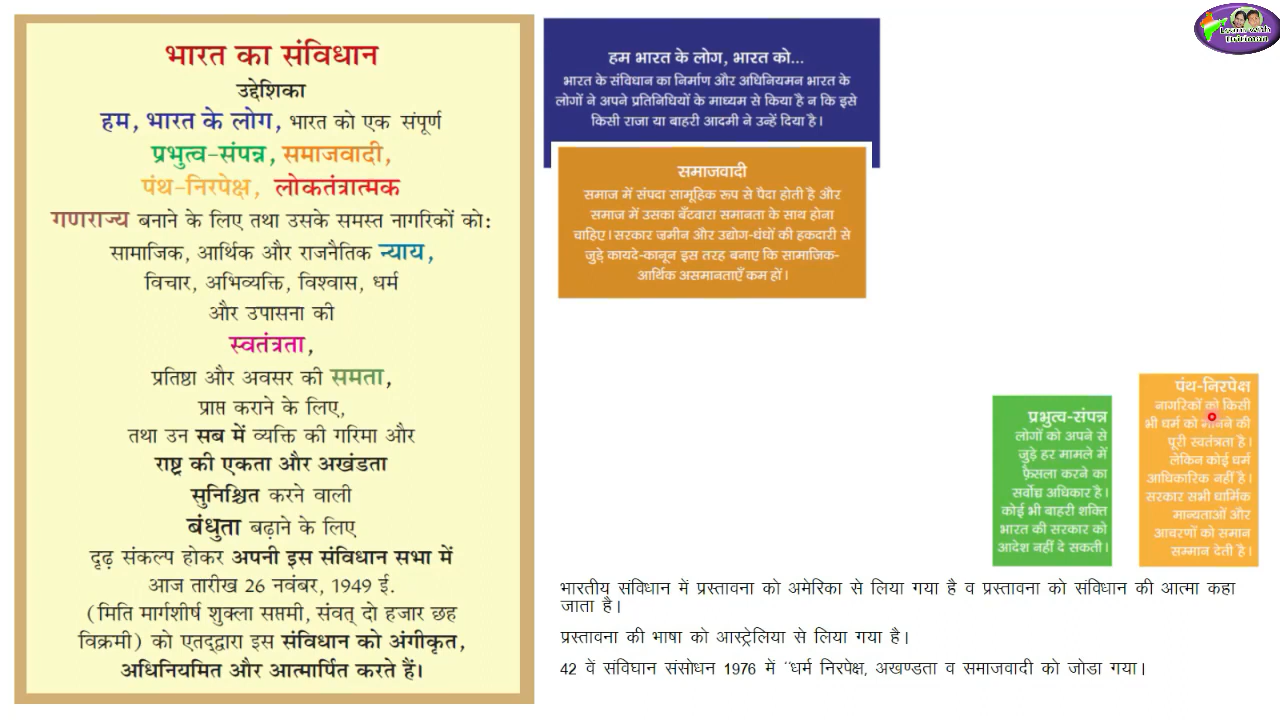 भारत का संविधान
उद्देशिका
हम, भारत के लोग, भारत को एक संपूर्ण
प्रभुत्व-संपन्न, समाजवादी,
पंथ-निरपेक्ष, लोकतंत्रात्मक
गणराज्य बनाने के लिए तथा उसके समस्त नागरिकों को:
सामाजिक, आर्थिक और राजनैतिक न्याय,
विचार, अभिव्यक्ति, विश्वास, धर्म
और उपासना की
स्वतंत्रता,
प्रतिष्ठा और अवसर की समता,
प्राप्त कराने के लिए,
तथा उन सब में व्यक्ति की गरिमा और
राष्ट्र की एकता और अखंडता
सुनिश्चित करने वाली
बंधुता बढ़ाने के लिए
दृढ़ संकल्प होकर अपनी इस संविधान सभा में
आज तारीख 26 नवंबर, 1949 ई.
(मिति मार्गशीर्ष शुक्ला सप्तमी, संवत् दो हजार छह
विक्रमी) को एतद्द्वारा इस संविधान को अंगीकृत,
अधिनियमित और आत्मार्पित करते हैं।
हम भारत के लोग, भारत को...
भारत के संविधान का निर्माण और अधिनियमन भारत के
लोगों ने अपने प्रतिनिधियों के माध्यम से किया है न कि इसे
किसी राजा या बाहरी आदमी ने उन्हें दिया है।
समाजवादी
समाज में संपदा सामूहिक रूप से पैदा होती है और
समाज में उसका बँटवारा समानता के साथ होना
चाहिए। सरकार ज़मीन और उद्योग-धंधों की हकदारी से
जुड़े कायदे-कानून इस तरह बनाए कि सामाजिक-
आर्थिक असमानताएँ कम हों।
प्रभुत्व-संपन्न
लोगों को अपने से
जुड़े हर मामले में
फ़ैसला करने का
सर्वोच्च अधिकार है।
कोई भी बाहरी शक्ति
भारत की सरकार को
आदेश नहीं दे सकती।
पंथ-निरपेक्ष
नागरिकों को किसी
भी धर्म को मानने की
पूरी स्वतंत्रता है।
लेकिन कोई धर्म
आधिकारिक नहीं है।
सरकार सभी धार्मिक
मान्यताओं और
आचरणों को समान
सम्मान देती है।
भारतीय संविधान में प्रस्तावना को अमेरिका से लिया गया है व प्रस्तावना को संविधान की आत्मा कहा
जाता है।
प्रस्तावना की भाषा को आस्ट्रेलिया से लिया गया है।
42 वें संविघान संसोधन 1976 में "धर्म निरपेक्ष, अखण्डता व समाजवादी को जोडा गया।
Learn with